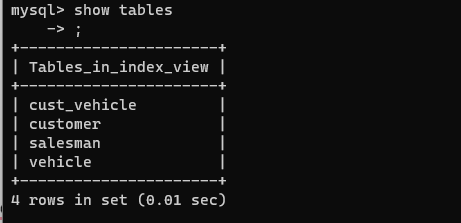 mysql> show tables
    -> ;
+----------------------+
| Tables_in_index_view |
+----------------------+
| cust_vehicle         |
| customer             |
| salesman             |
| vehicle              |
+----------------------+
4 rows in set (0.01 sec)